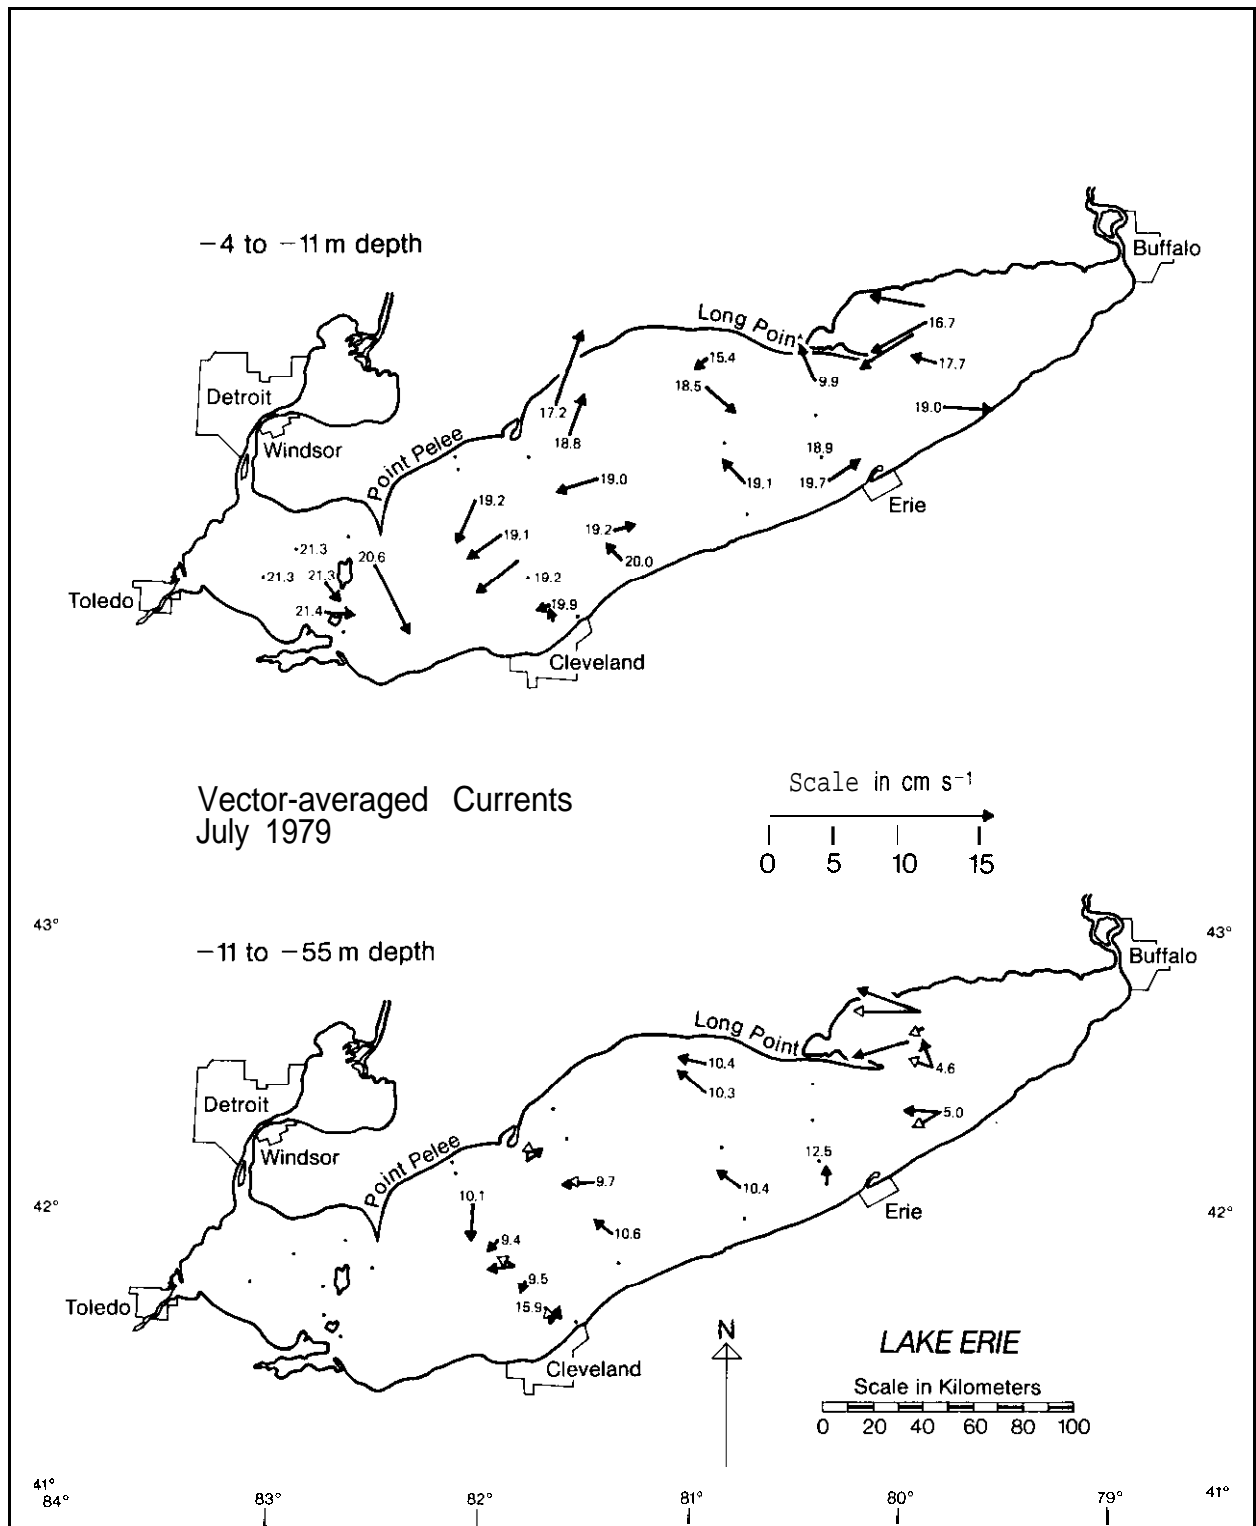 −4 to −11 m depth
Buffalo
Long Point
16.7
15.4
17.7
18.5
9.9
Detroit
17.2
19.0
18.8
Windsor
Point Pelee
18.9
19.0
19.1
19.7
Erie
19.2
19.1
19.2
21.3
20.6
20.0
21.3
21.3
19.2
Toledo
21.4
19.9
Cleveland
Vector-averaged Currents
July 1979
Scale in cm s⁻¹
0 5 10 15
43° 43°
−11 to −55 m depth
Buffalo
Long Point
10.4
4.6
10.3
Detroit
5.0
Windsor
Point Pelee
12.5
9.7
10.4
10.1
42° 42°
Erie
10.6
9.4
9.5
Toledo
15.9
Cleveland
N
LAKE ERIE
Scale in Kilometers
0 20 40 60 80 100
41° 41°
84° 83° 82° 81° 80° 79°